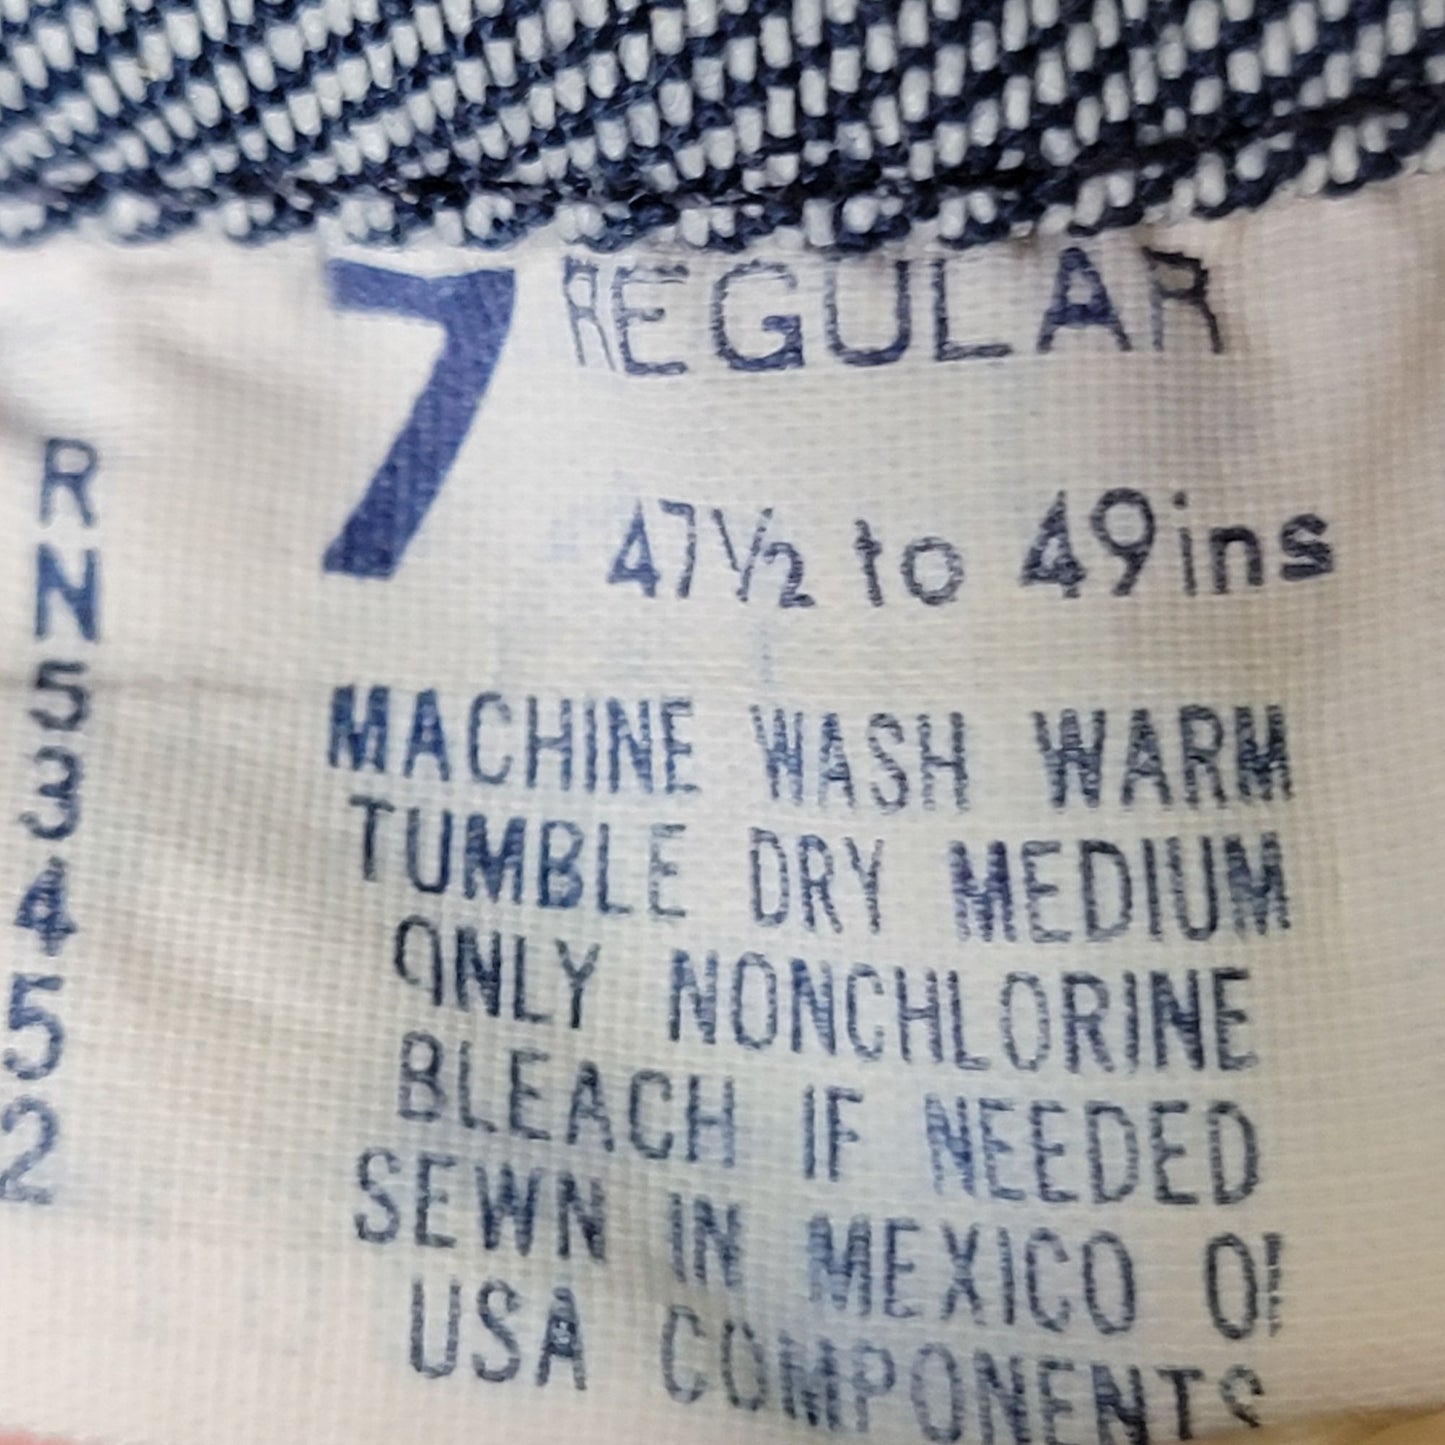 7 REGULAR
47½ to 49ins
MACHINE WASH WARM
TUMBLE DRY MEDIUM
ONLY NONCHLORINE
BLEACH IF NEEDED
SEWN IN MEXICO OF
USA COMPONENTS
RN53452